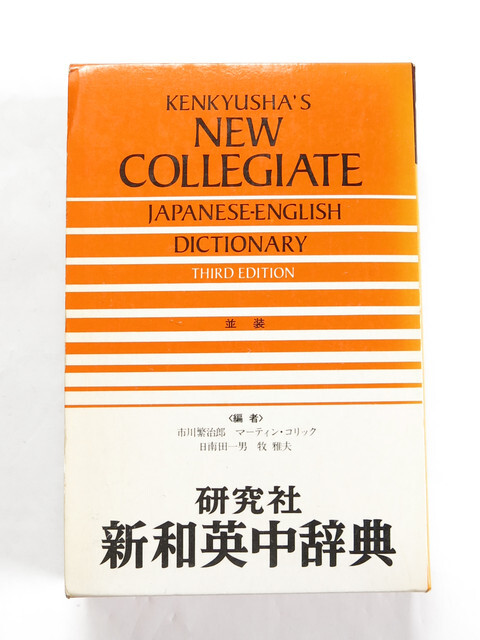 KENKYUSHA'S
NEW
COLLEGIATE
JAPANESE-ENGLISH
DICTIONARY
THIRD EDITION
並装
〈編者〉
市川繁治郎 マーティン・コリック
日南田一男 牧 雅夫
研究社
新和英中辞典